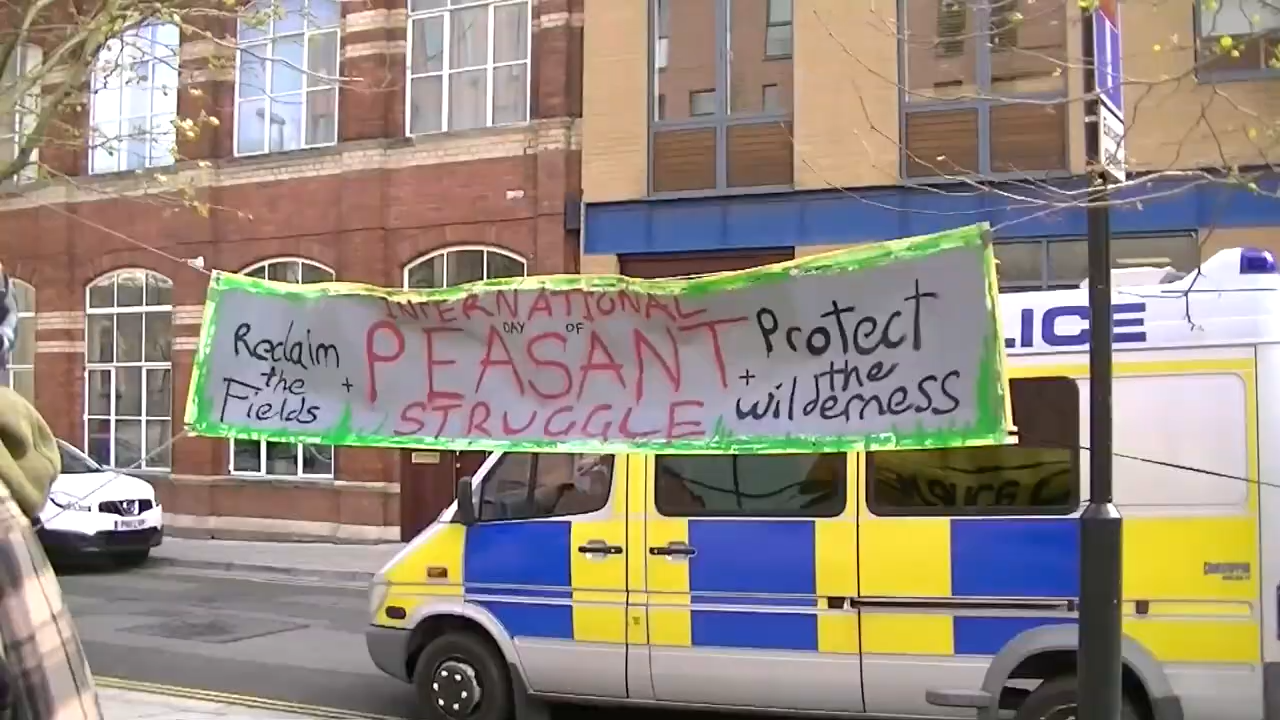 INTERNATIONAL
DAY OF
PEASANT
STRUGGLE
Reclaim
the
Fields
+
+
Protect
the
wilderness
LICE